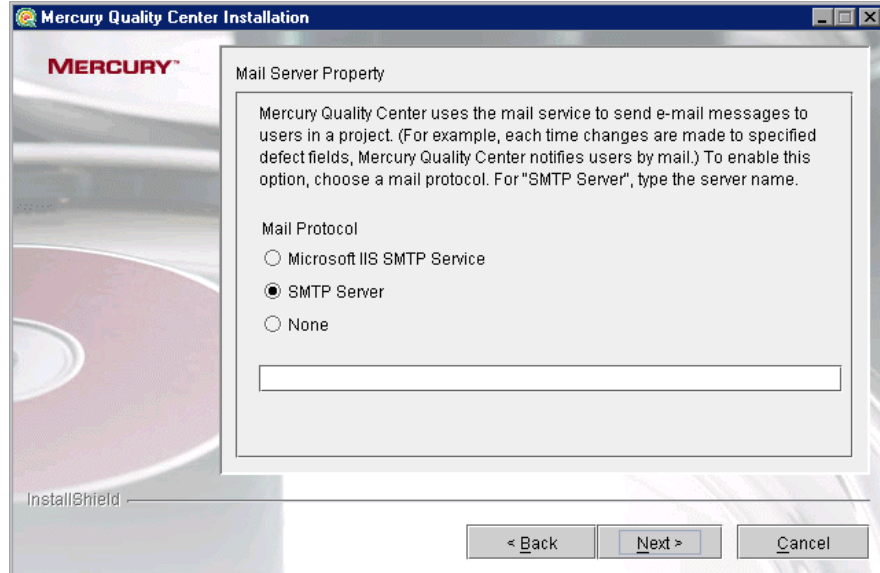 Mercury Quality Center Installation
MERCURY™
Mail Server Property
Mercury Quality Center uses the mail service to send e-mail messages to
users in a project. (For example, each time changes are made to specified
defect fields, Mercury Quality Center notifies users by mail.) To enable this
option, choose a mail protocol. For "SMTP Server", type the server name.
Mail Protocol
Microsoft IIS SMTP Service
SMTP Server
None
InstallShield
< Back
Next >
Cancel